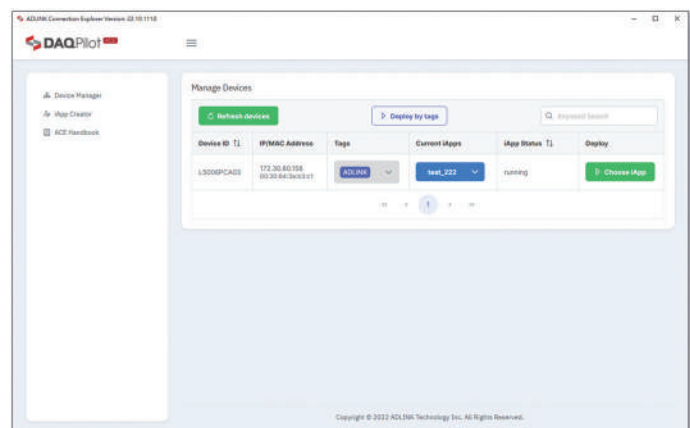 ADLINK Connection Explorer Version 22.10.1110
DAQPilot
Device Manager
iApp Creator
ACE Handbook
Manage Devices
Refresh devices
Deploy by tags
Keyword Search
Device ID IP/MAC Address Tags Current iApps iApp Status Deploy
172.30.80.158
ADLINK test_222 running Choose iApp
1
Copyright © 2022 ADLINK Technology Inc. All Rights Reserved.